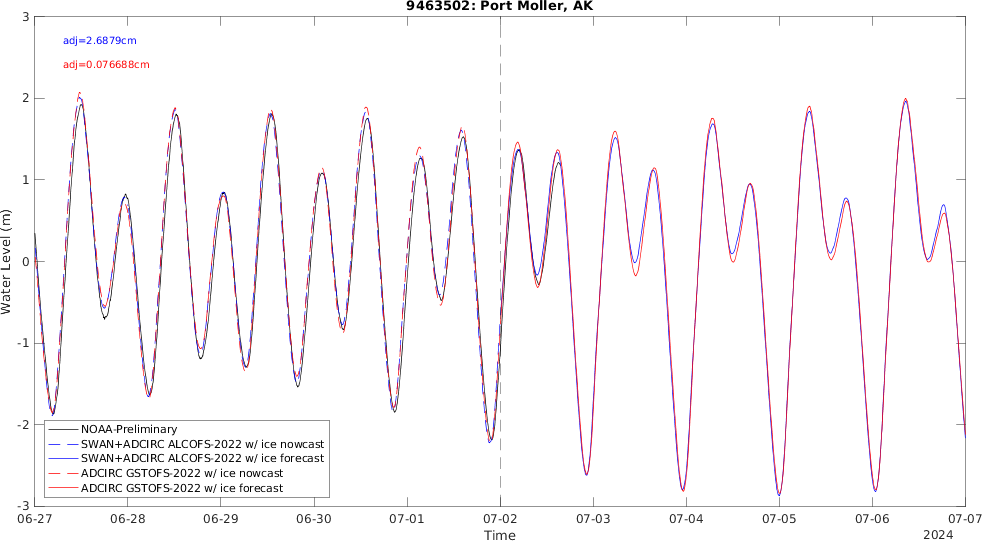 9463502: Port Moller, AK
adj=2.6879cm
adj=0.076688cm
3
2
1
0
-1
-2
-3
Water Level (m)
NOAA-Preliminary
SWAN+ADCIRC ALCOFS-2022 w/ ice nowcast
SWAN+ADCIRC ALCOFS-2022 w/ ice forecast
ADCIRC GSTOFS-2022 w/ ice nowcast
ADCIRC GSTOFS-2022 w/ ice forecast
06-27 06-28 06-29 06-30 07-01 07-02 07-03 07-04 07-05 07-06 07-07
Time
2024